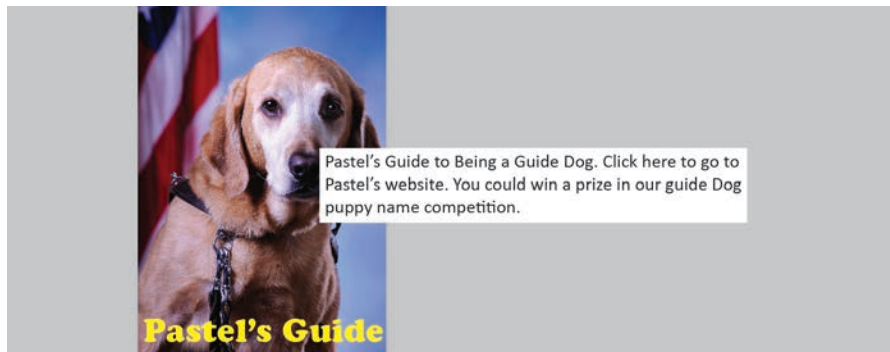 Pastel's Guide to Being a Guide Dog. Click here to go to
Pastel's website. You could win a prize in our guide Dog
puppy name competition.
Pastel's Guide